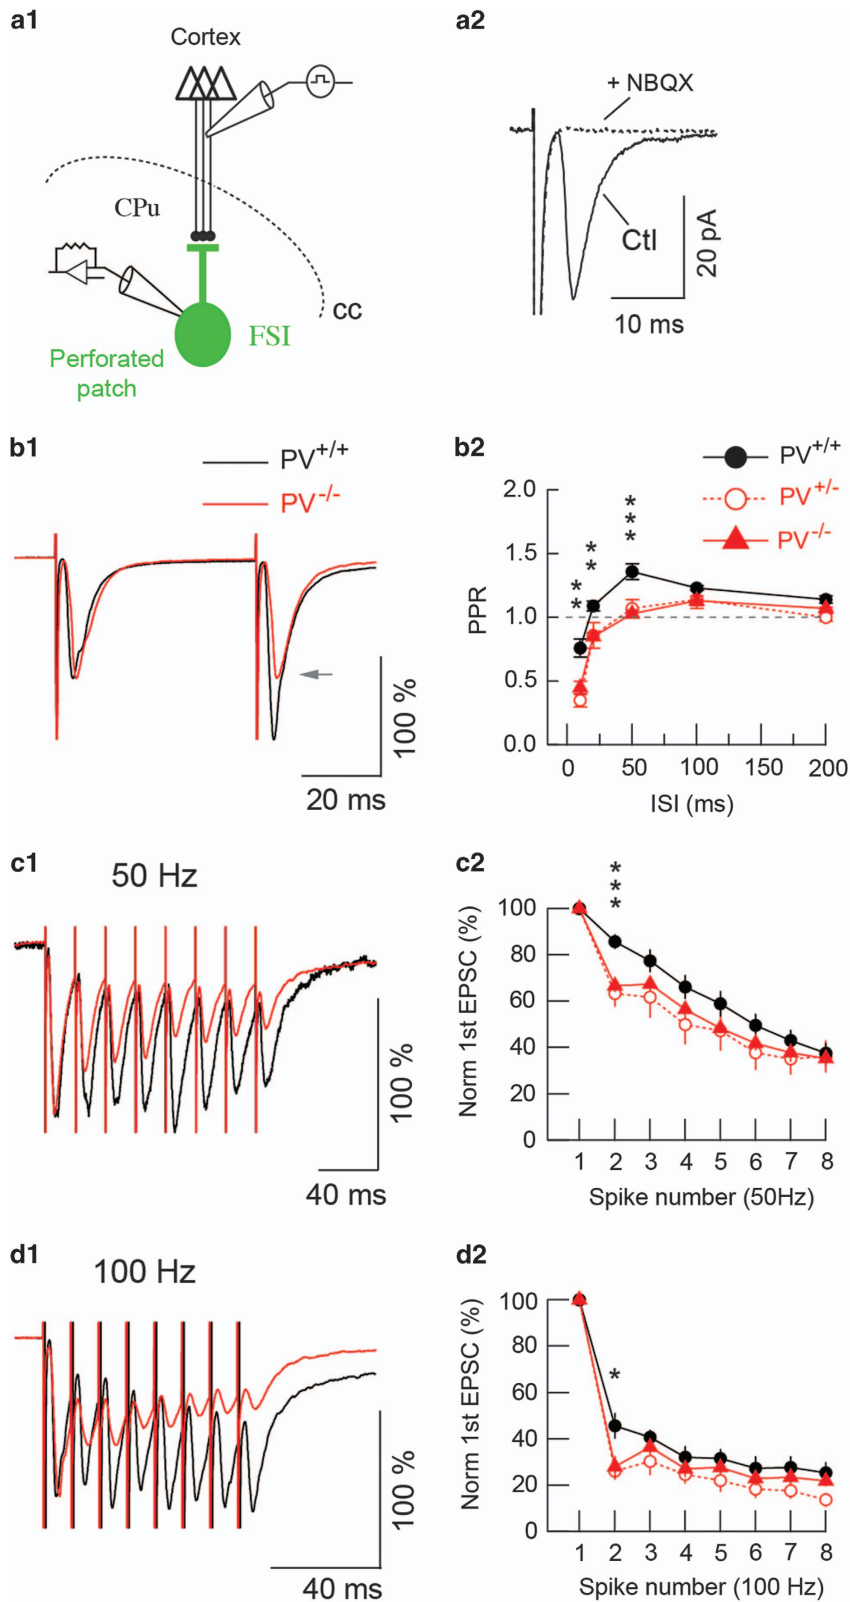 a1
Cortex
CPu
cc
FSI
Perforated
patch
a2
+ NBQX
Ctl
20 pA
10 ms
b1
PV+/+
PV-/-
100 %
20 ms
b2
PV+/+
PV+/-
PV-/-
PPR
2.0
1.5
1.0
0.5
0.0
* *
* *
* * *
0 50 100 150 200
ISI (ms)
c1
50 Hz
100 %
40 ms
c2
* * *
Norm 1st EPSC (%)
100
80
60
40
20
0
1 2 3 4 5 6 7 8
Spike number (50Hz)
d1
100 Hz
100 %
40 ms
d2
*
Norm 1st EPSC (%)
100
80
60
40
20
0
1 2 3 4 5 6 7 8
Spike number (100 Hz)